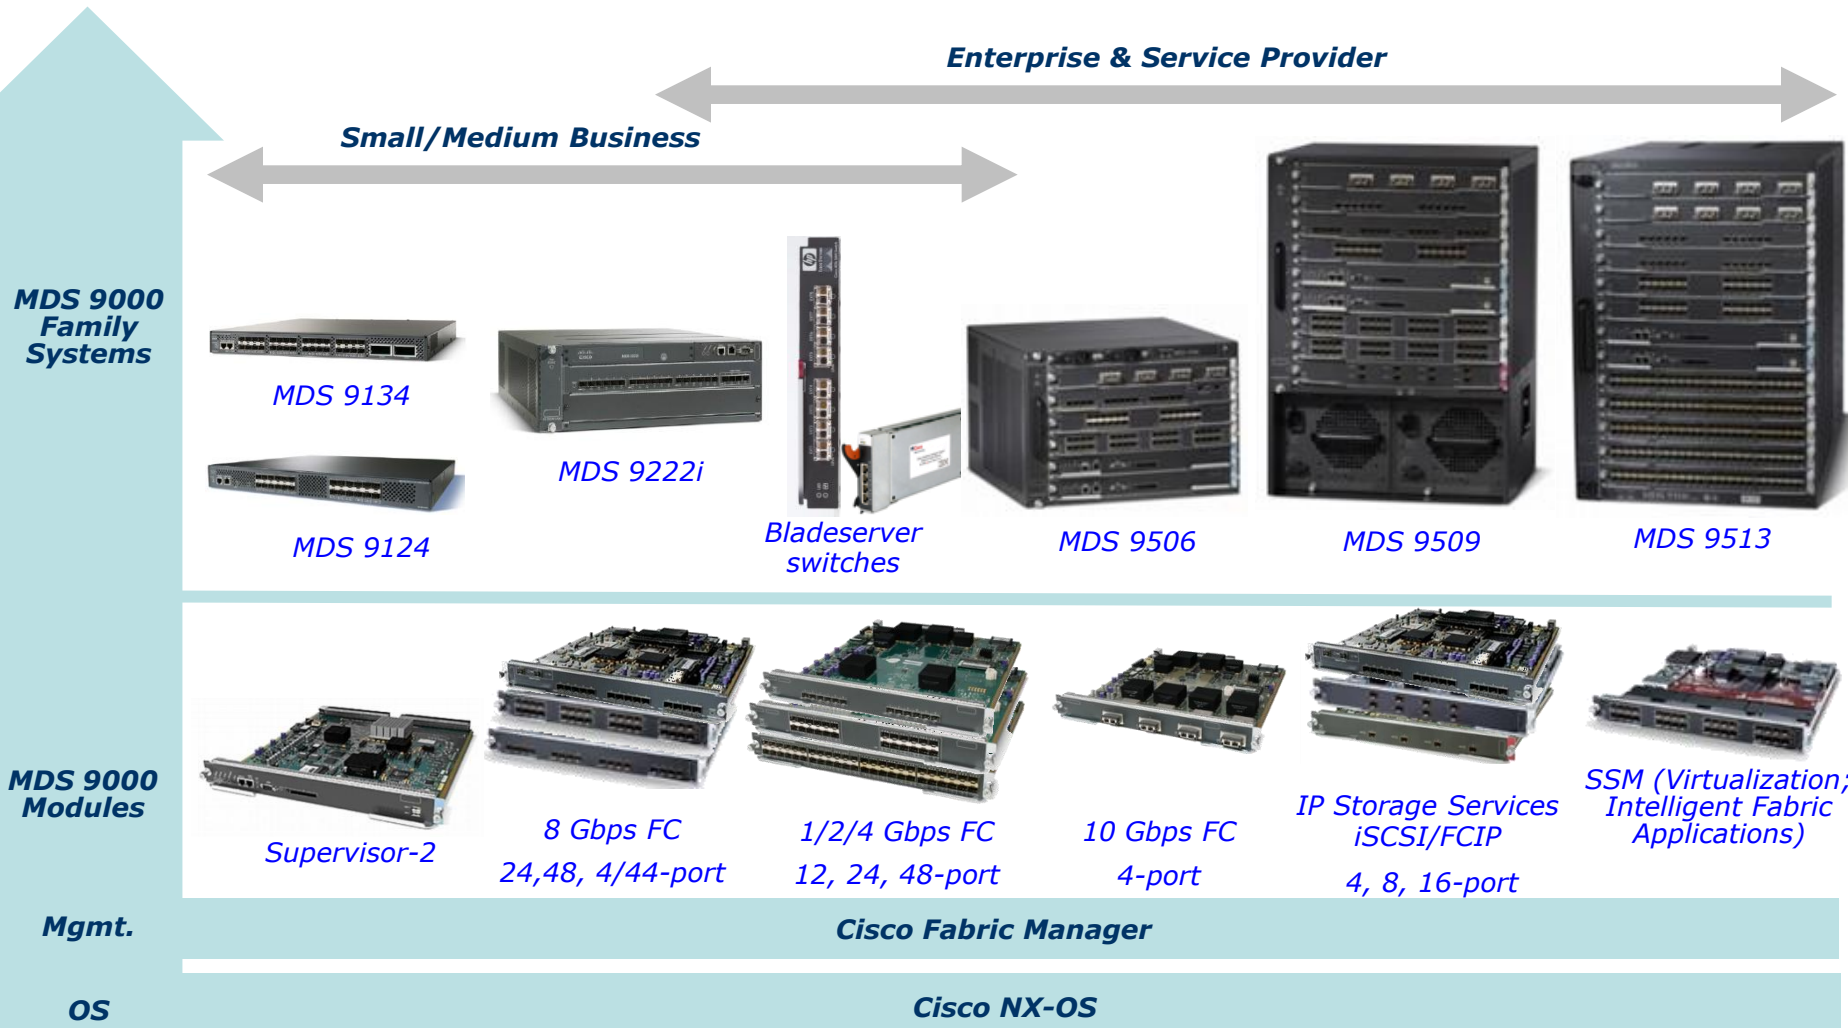 Enterprise & Service Provider
Small/Medium Business
MDS 9000
Family
Systems
MDS 9134
MDS 9124
MDS 9222i
hp
Bladeserver
switches
MDS 9506
MDS 9509
MDS 9513
MDS 9000
Modules
Supervisor-2
8 Gbps FC
24,48, 4/44-port
1/2/4 Gbps FC
12, 24, 48-port
10 Gbps FC
4-port
IP Storage Services
iSCSI/FCIP
4, 8, 16-port
SSM (Virtualization;
Intelligent Fabric
Applications)
Mgmt.
Cisco Fabric Manager
OS
Cisco NX-OS